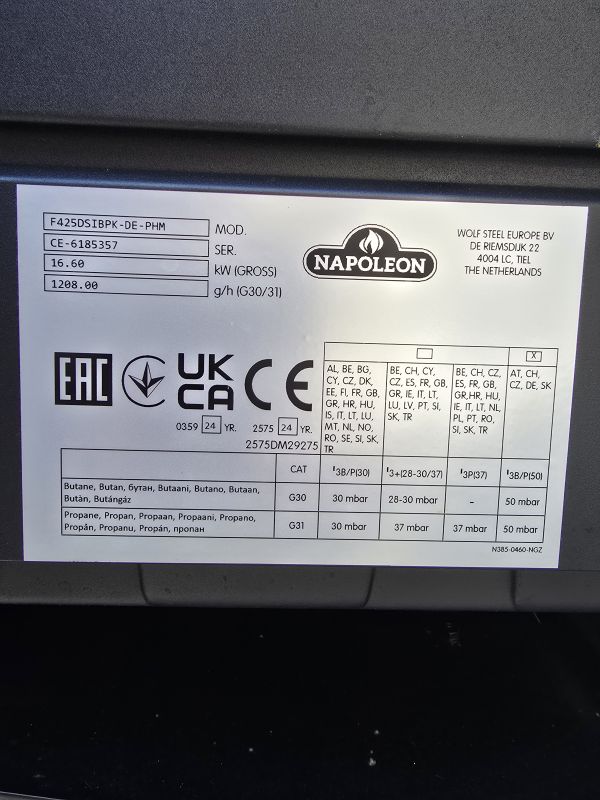 F425DSIBPK-DE-PHM MOD.
CE-6185357 SER.
16.60 kW (GROSS)
1208.00 g/h (G30/31)
NAPOLEON
WOLF STEEL EUROPE BV
DE RIEMSDIJK 22
4004 LC, TIEL
THE NETHERLANDS
EAC
UK
CA
CE
0359 24 YR.
2575 24 YR.
2575DM29275
X
AL, BE, BG,
CY, CZ, DK,
EE, FI, FR, GB,
GR, HR, HU,
IS, IT, LT, LU,
MT, NL, NO,
RO, SE, SI, SK,
TR
BE, CH, CY,
CZ, ES, FR, GB,
GR, IE, IT, LT,
LU, LV, PT, SI,
SK, TR
BE, CH, CZ,
ES, FR, GB,
GR,HR, HU,
IE, IT, LT, NL,
PL, PT, RO,
SI, SK, TR
AT, CH,
CZ, DE, SK
CAT I3B/P(30) I3+(28-30/37) I3P(37) I3B/P(50)
Butane, Butan, бутан, Butaani, Butano, Butaan,
Butàn, Butángáz
G30 30 mbar 28-30 mbar - 50 mbar
Propane, Propan, Propaan, Propaani, Propano,
Propân, Propanu, Propán, пропан
G31 30 mbar 37 mbar 37 mbar 50 mbar
N385-0460-NGZ